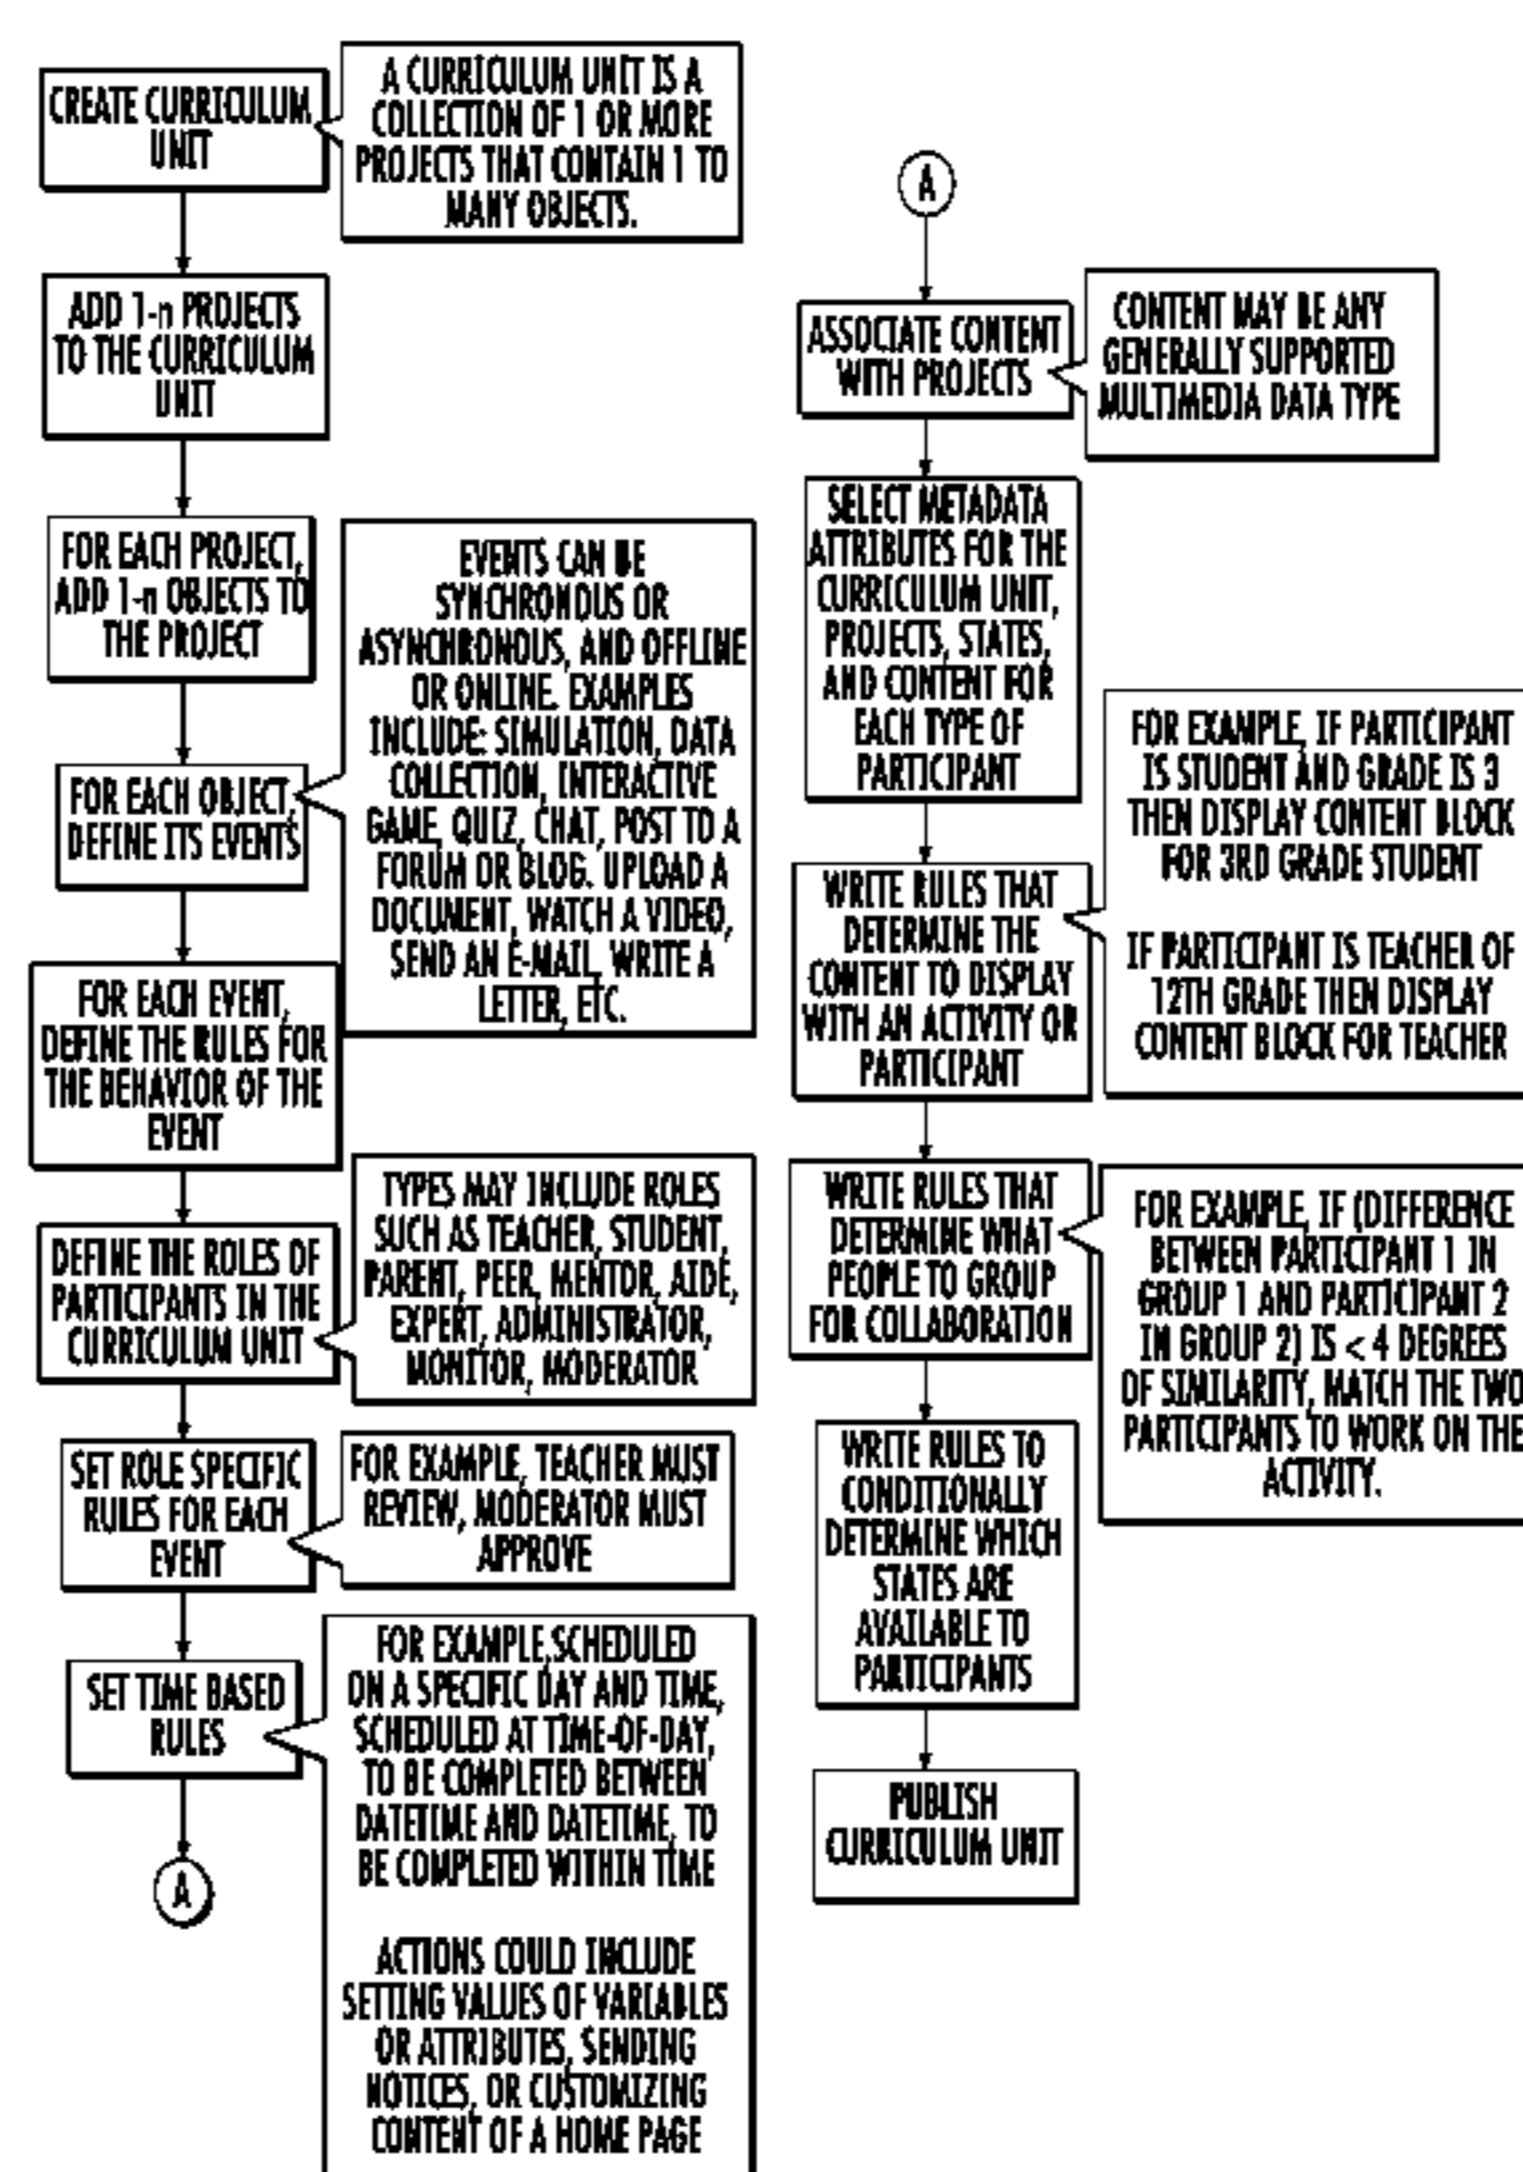 CREATE CURRICULUM
UNIT
A CURRICULUM UNIT IS A
COLLECTION OF 1 OR MORE
PROJECTS THAT CONTAIN 1 TO
MANY OBJECTS.
ADD 1-n PROJECTS
TO THE CURRICULUM
UNIT
FOR EACH PROJECT,
ADD 1-n OBJECTS TO
THE PROJECT
EVENTS CAN BE
SYNCHRONOUS OR
ASYNCHRONOUS, AND OFFLINE
OR ONLINE. EXAMPLES
INCLUDE: SIMULATION, DATA
COLLECTION, INTERACTIVE
GAME, QUIZ, CHAT, POST TO A
FORUM OR BLOG. UPLOAD A
DOCUMENT, WATCH A VIDEO,
SEND AN E-MAIL, WRITE A
LETTER, ETC.
FOR EACH OBJECT,
DEFINE ITS EVENTS
FOR EACH EVENT,
DEFINE THE RULES FOR
THE BEHAVIOR OF THE
EVENT
DEFINE THE ROLES OF
PARTICIPANTS IN THE
CURRICULUM UNIT
TYPES MAY INCLUDE ROLES
SUCH AS TEACHER, STUDENT,
PARENT, PEER, MENTOR, AIDE,
EXPERT, ADMINISTRATOR,
MONITOR, MODERATOR
SET ROLE SPECIFIC
RULES FOR EACH
EVENT
FOR EXAMPLE, TEACHER MUST
REVIEW, MODERATOR MUST
APPROVE
SET TIME BASED
RULES
FOR EXAMPLE,SCHEDULED
ON A SPECIFIC DAY AND TIME,
SCHEDULED AT TIME-OF-DAY,
TO BE COMPLETED BETWEEN
DATETIME AND DATETIME, TO
BE COMPLETED WITHIN TIME
ACTIONS COULD INCLUDE
SETTING VALUES OF VARIABLES
OR ATTRIBUTES, SENDING
NOTICES, OR CUSTOMIZING
CONTENT OF A HOME PAGE
A
A
ASSOCIATE CONTENT
WITH PROJECTS
CONTENT MAY BE ANY
GENERALLY SUPPORTED
MULTIMEDIA DATA TYPE
SELECT METADATA
ATTRIBUTES FOR THE
CURRICULUM UNIT,
PROJECTS, STATES,
AND CONTENT FOR
EACH TYPE OF
PARTICIPANT
WRITE RULES THAT
DETERMINE THE
CONTENT TO DISPLAY
WITH AN ACTIVITY OR
PARTICIPANT
FOR EXAMPLE, IF PARTICIPANT
IS STUDENT AND GRADE IS 3
THEN DISPLAY CONTENT BLOCK
FOR 3RD GRADE STUDENT
IF PARTICIPANT IS TEACHER OF
12TH GRADE THEN DISPLAY
CONTENT BLOCK FOR TEACHER
WRITE RULES THAT
DETERMINE WHAT
PEOPLE TO GROUP
FOR COLLABORATION
FOR EXAMPLE, IF (DIFFERENCE
BETWEEN PARTICIPANT 1 IN
GROUP 1 AND PARTICIPANT 2
IN GROUP 2) IS < 4 DEGREES
OF SIMILARITY, MATCH THE TWO
PARTICIPANTS TO WORK ON THE
ACTIVITY.
WRITE RULES TO
CONDITIONALLY
DETERMINE WHICH
STATES ARE
AVAILABLE TO
PARTICIPANTS
PUBLISH
CURRICULUM UNIT